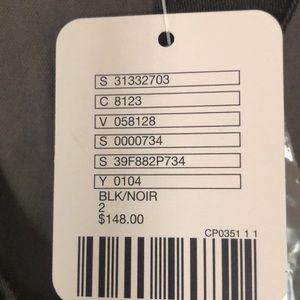 S 31332703
C 8123
V 058128
S 0000734
S 39F882P734
Y 0104
BLK/NOIR
2
$148.00
CP0351 1 1